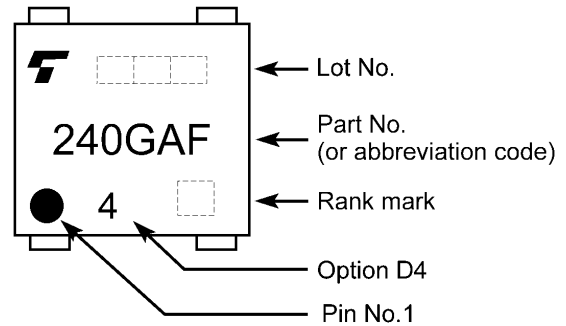 Lot No.
240GAF
Part No.
(or abbreviation code)
4
Rank mark
Option D4
Pin No.1